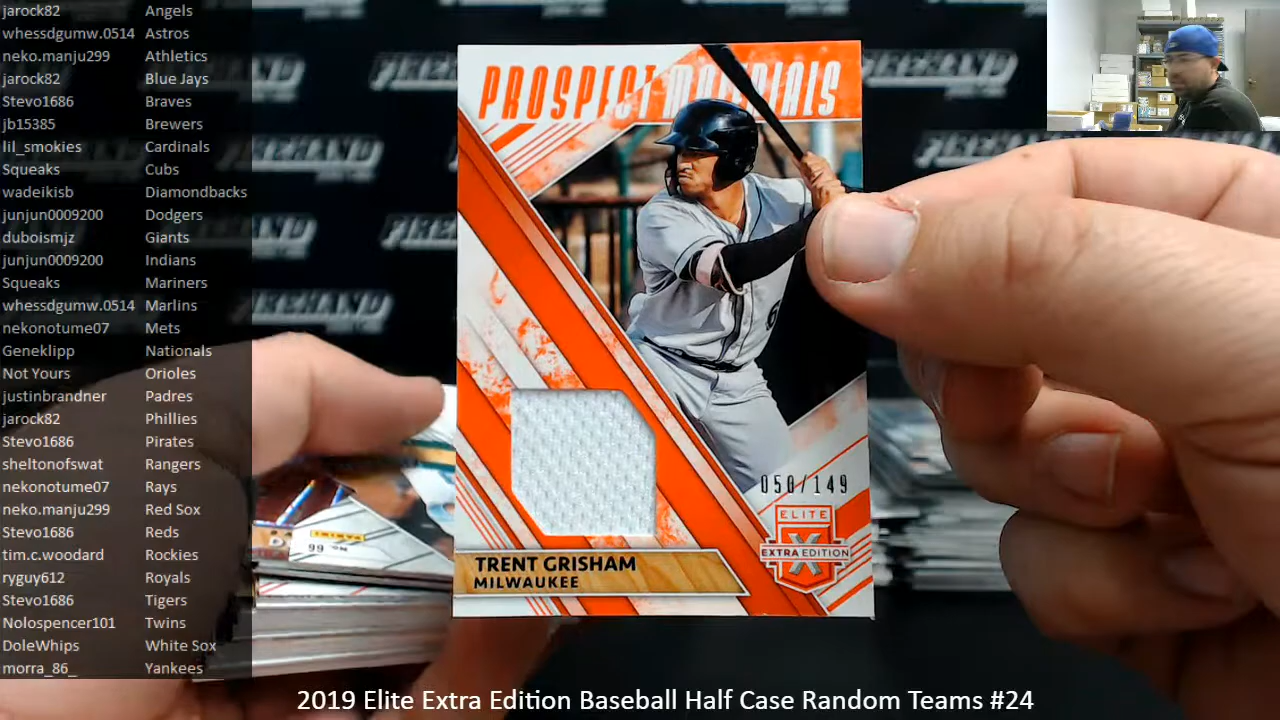 jarock82 Angels
whessdgumw.0514 Astros
neko.manju299 Athletics
jarock82 Blue Jays
Stevo1686 Braves
jb15385 Brewers
lil_smokies Cardinals
Squeaks Cubs
wadeikisb Diamondbacks
junjun0009200 Dodgers
duboismjz Giants
junjun0009200 Indians
Squeaks Mariners
whessdgumw.0514 Marlins
nekonotume07 Mets
Geneklipp Nationals
Not Yours Orioles
justinbrandner Padres
jarock82 Phillies
Stevo1686 Pirates
sheltonofswat Rangers
nekonotume07 Rays
neko.manju299 Red Sox
Stevo1686 Reds
tim.c.woodard Rockies
ryguy612 Royals
Stevo1686 Tigers
Nolospencer101 Twins
DoleWhips White Sox
morra_86_ Yankees
PROSPECT MATERIALS
050/149
ELITE
EXTRA EDITION
TRENT GRISHAM
MILWAUKEE
99
2019 Elite Extra Edition Baseball Half Case Random Teams #24